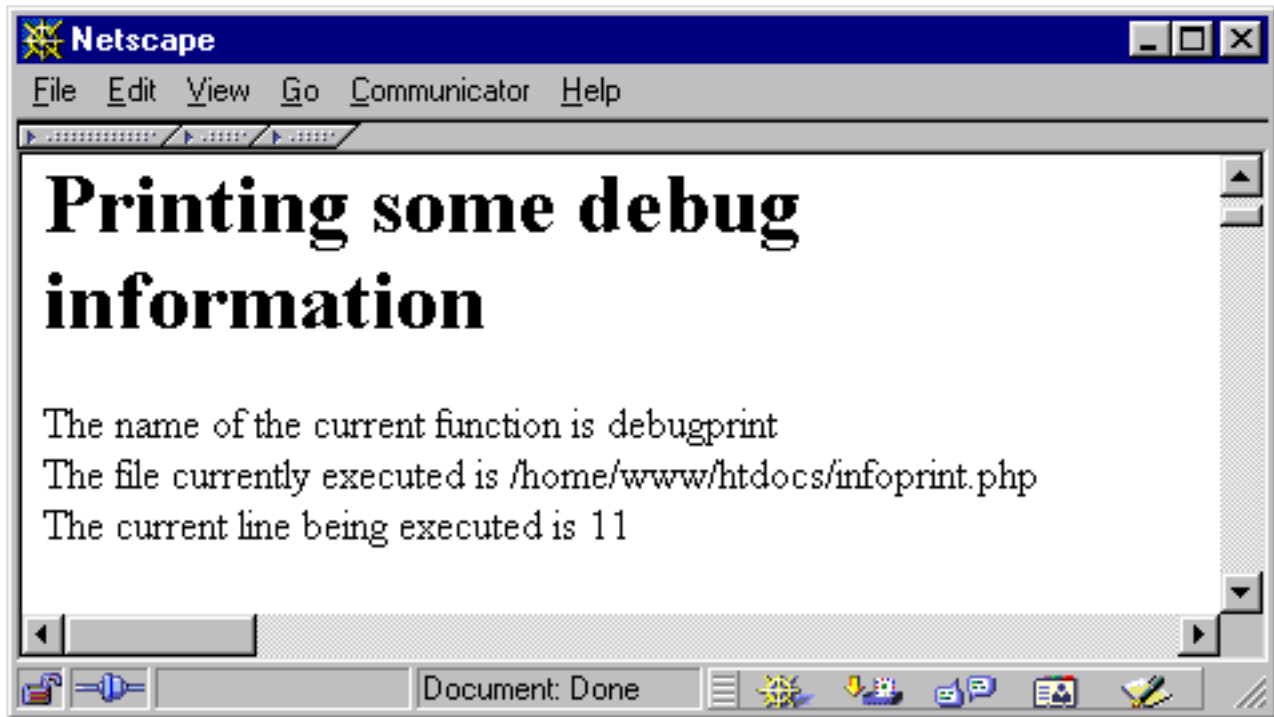 Netscape
File Edit View Go Communicator Help
Printing some debug
information
The name of the current function is debugprint
The file currently executed is /home/www/htdocs/infoprint.php
The current line being executed is 11
Document: Done